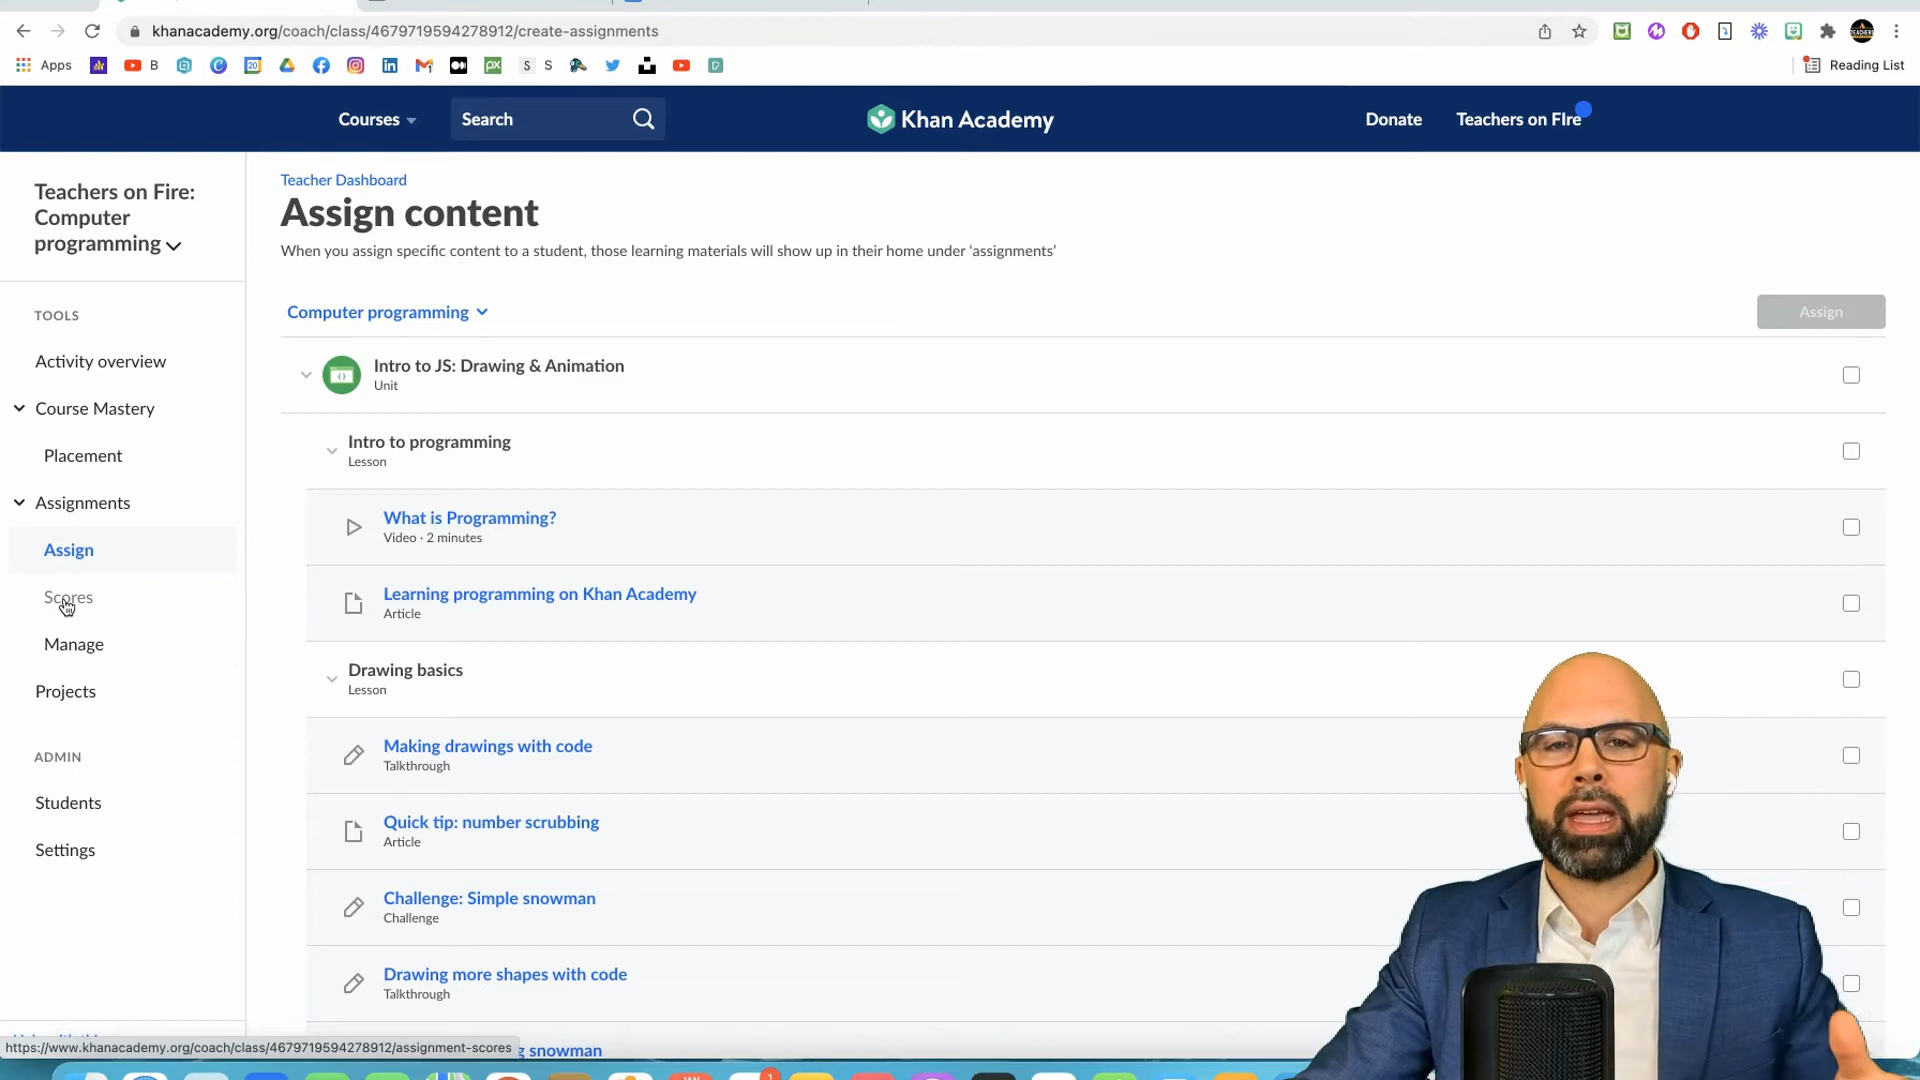 khanacademy.org/coach/class/4679719594278912/create-assignments
Apps
B
20
PX
S
S
Reading List
Courses
Search
Khan Academy
Donate
Teachers on FIre
Teachers on Fire:
Computer
programming
TOOLS
Activity overview
Course Mastery
Placement
Assignments
Assign
Scores
Manage
Projects
ADMIN
Students
Settings
Teacher Dashboard
Assign content
When you assign specific content to a student, those learning materials will show up in their home under ‘assignments’
Computer programming
Assign
Intro to JS: Drawing & Animation
Unit
Intro to programming
Lesson
What is Programming?
Video · 2 minutes
Learning programming on Khan Academy
Article
Drawing basics
Lesson
Making drawings with code
Talkthrough
Quick tip: number scrubbing
Article
Challenge: Simple snowman
Challenge
Drawing more shapes with code
Talkthrough
snowman
https://www.khanacademy.org/coach/class/4679719594278912/assignment-scores
JAN
1